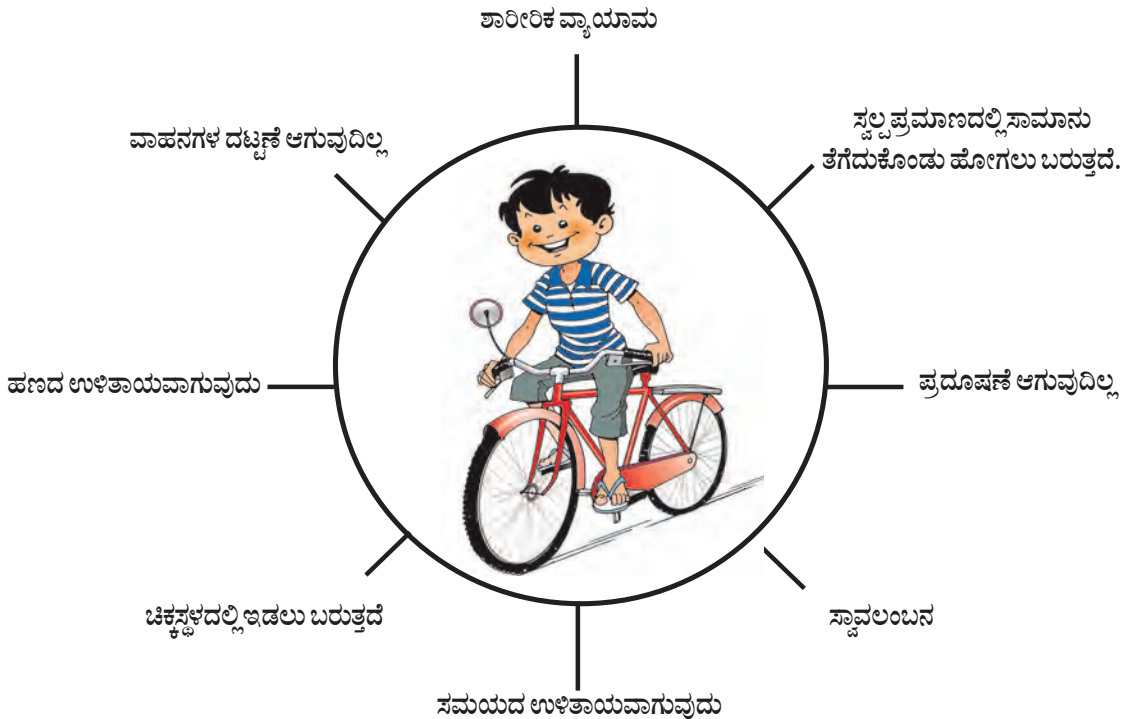 ಶಾರೀರಿಕ ವ್ಯಾಯಾಮ
ಸ್ವಲ್ಪ ಪ್ರಮಾಣದಲ್ಲಿ ಸಾಮಾನು
ತೆಗೆದುಕೊಂಡು ಹೋಗಲು ಬರುತ್ತದೆ.
ವಾಹನಗಳ ದಟ್ಟಣೆ ಆಗುವುದಿಲ್ಲ
ಹಣದ ಉಳಿತಾಯವಾಗುವುದು
ಪ್ರದೂಷಣೆ ಆಗುವುದಿಲ್ಲ
ಚಿಕ್ಕಸ್ಥಳದಲ್ಲಿ ಇಡಲು ಬರುತ್ತದೆ
ಸ್ವಾವಲಂಬನ
ಸಮಯದ ಉಳಿತಾಯವಾಗುವುದು